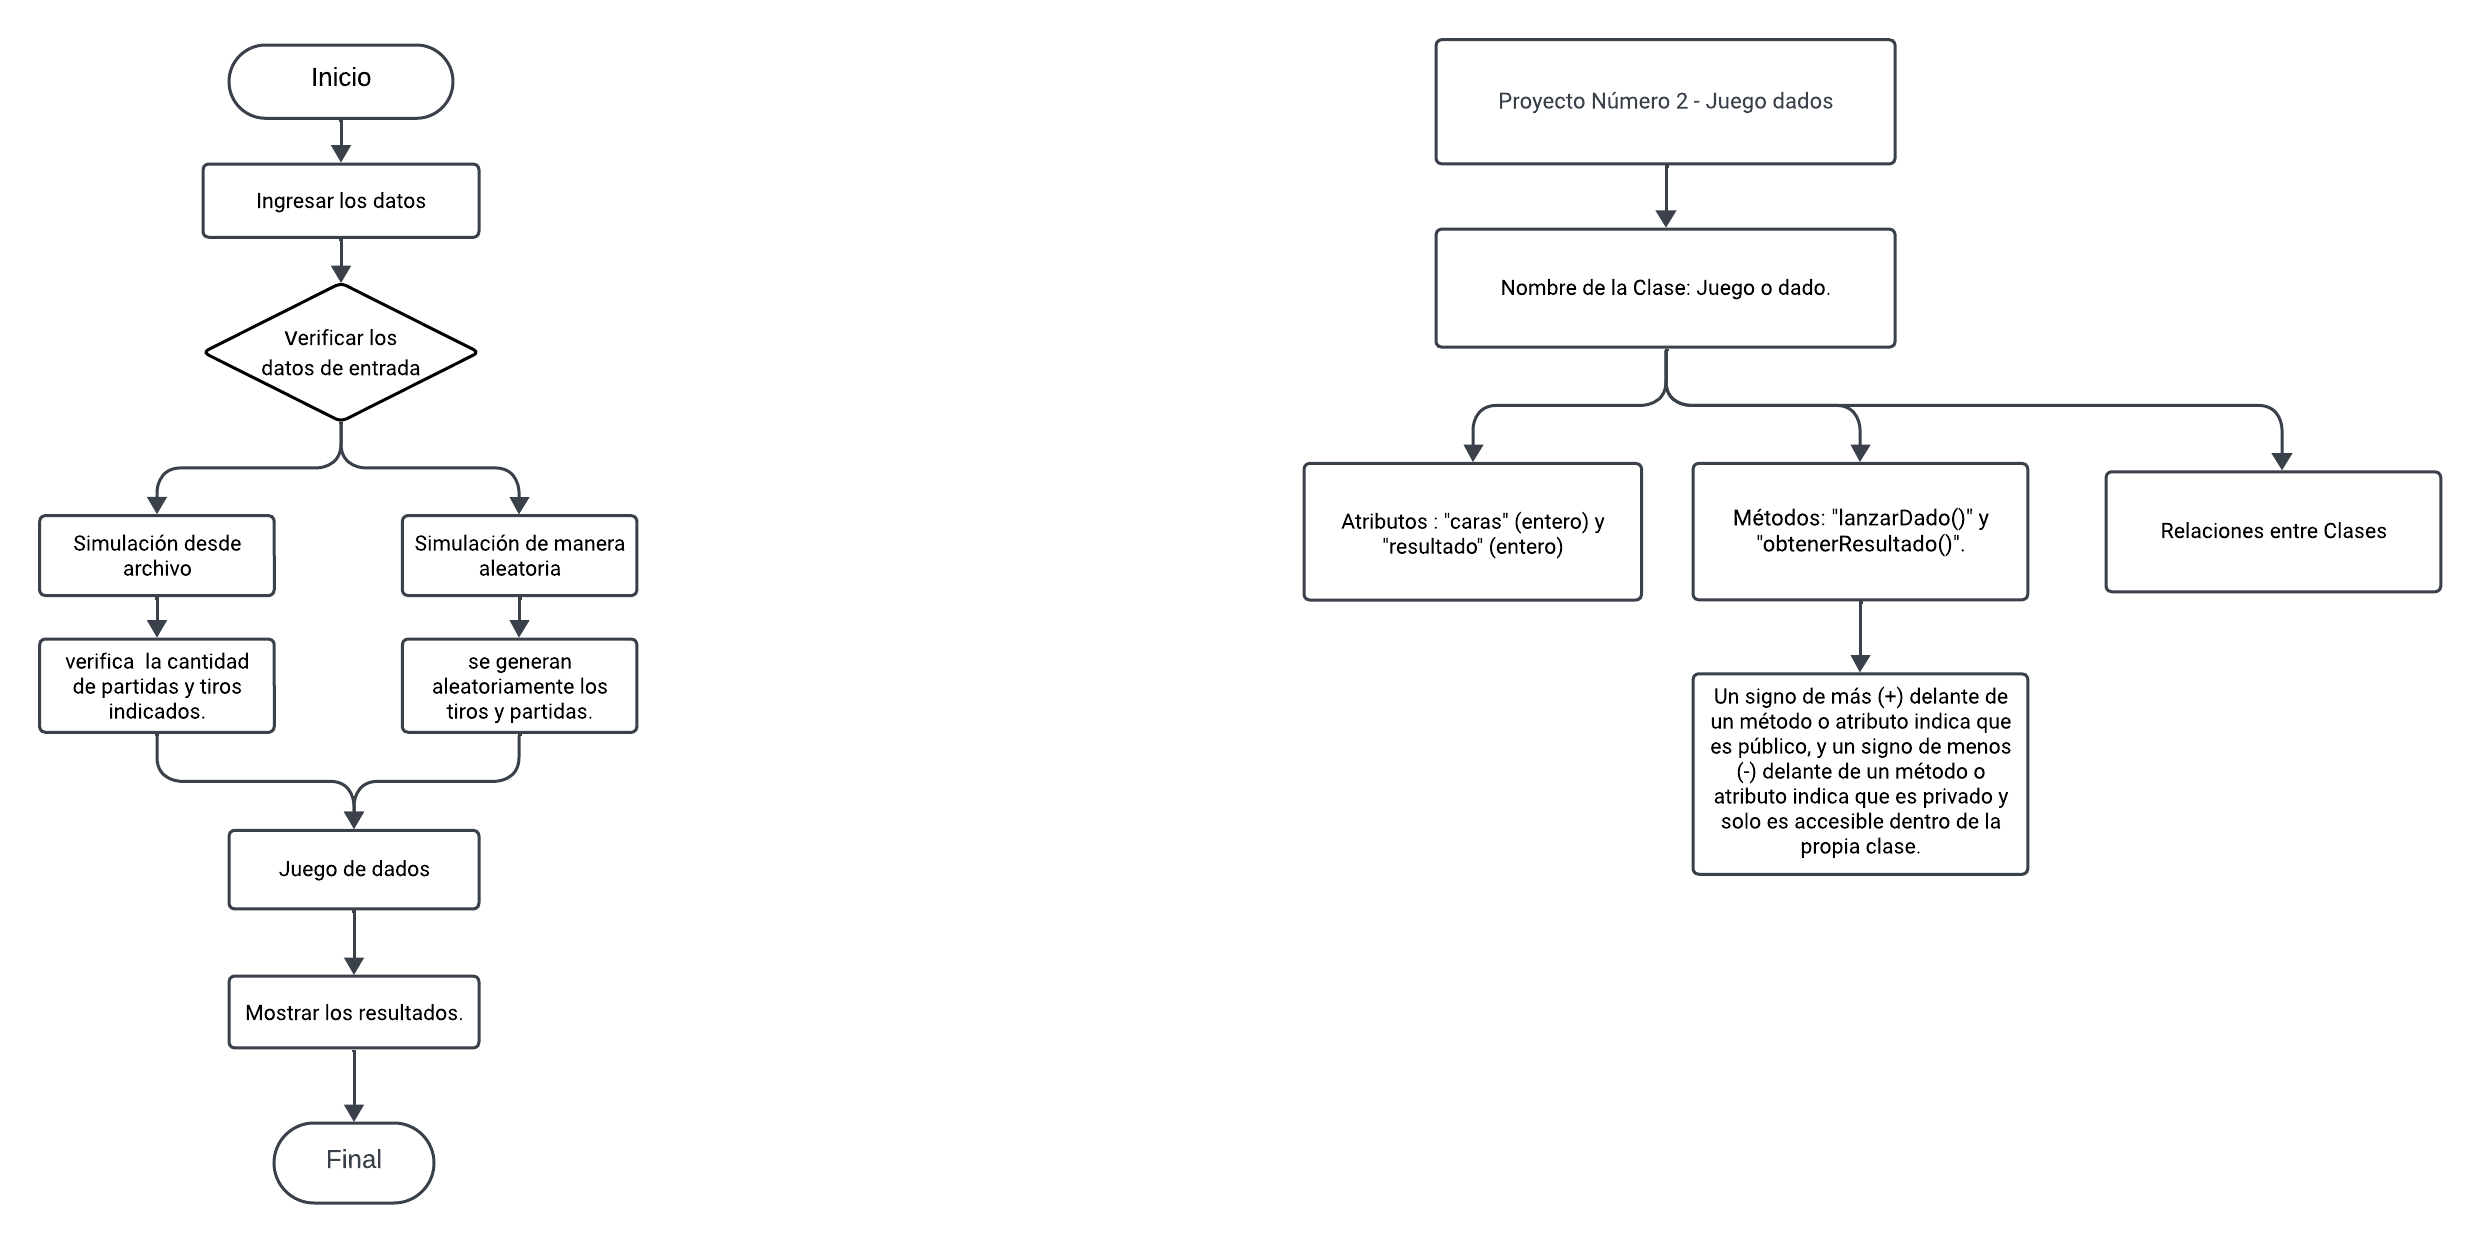 Inicio
Ingresar los datos
Verificar los
datos de entrada
Simulación desde
archivo
Simulación de manera
aleatoria
verifica  la cantidad
de partidas y tiros
indicados.
se generan
aleatoriamente los
tiros y partidas.
Juego de dados
Mostrar los resultados.
Final
Proyecto Número 2 - Juego dados
Nombre de la Clase: Juego o dado.
Atributos : "caras" (entero) y
"resultado" (entero)
Métodos: "lanzarDado()" y
"obtenerResultado()".
Relaciones entre Clases
Un signo de más (+) delante de
un método o atributo indica que
es público, y un signo de menos
(-) delante de un método o
atributo indica que es privado y
solo es accesible dentro de la
propia clase.